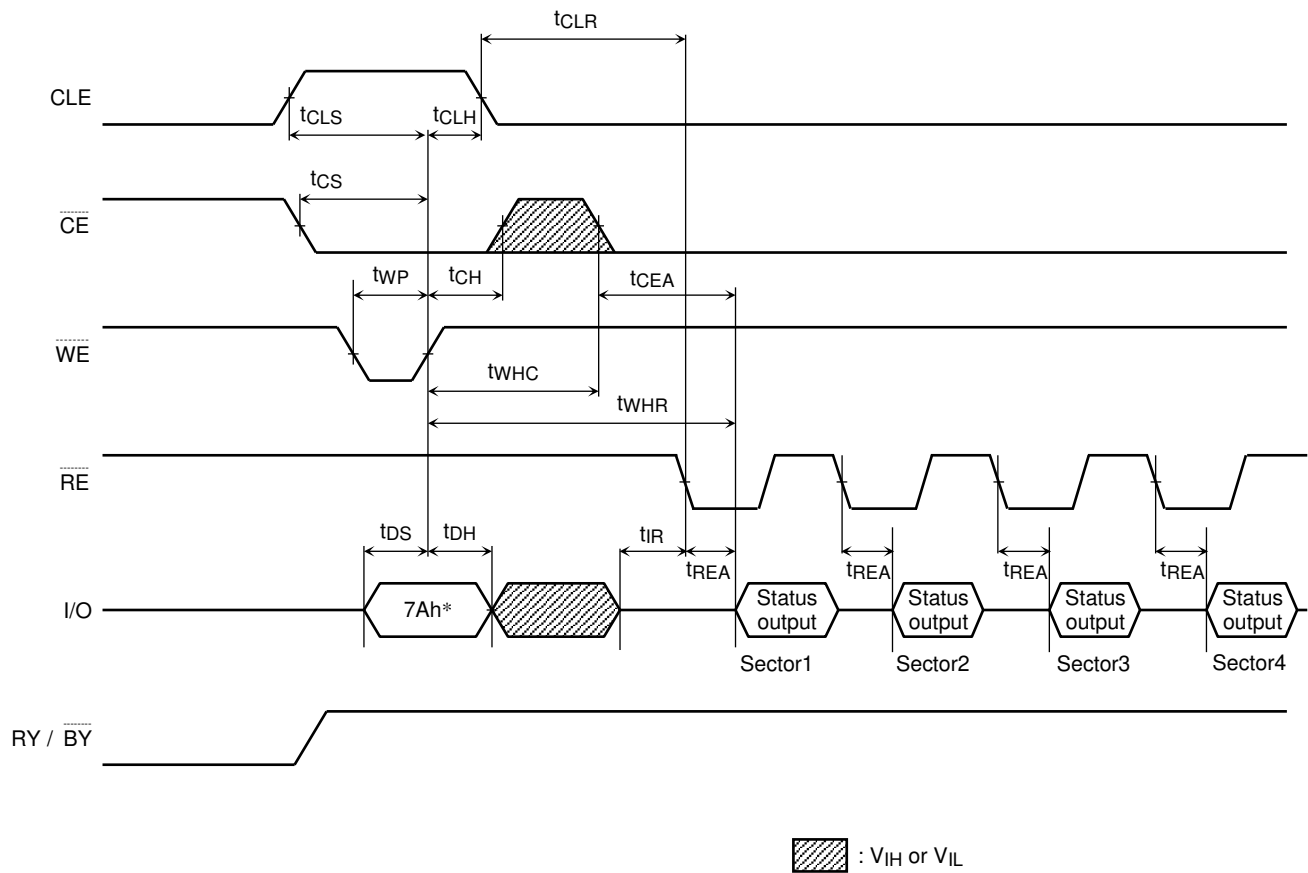 tCLR
CLE
tCLS
tCLH
tCS
CE
tWP
tCH
tCEA
WE
tWHC
tWHR
RE
tDS
tDH
tIR
tREA
tREA
tREA
tREA
I/O
7Ah*
Status output
Status output
Status output
Status output
Sector1
Sector2
Sector3
Sector4
RY / BY
: VIH or VIL